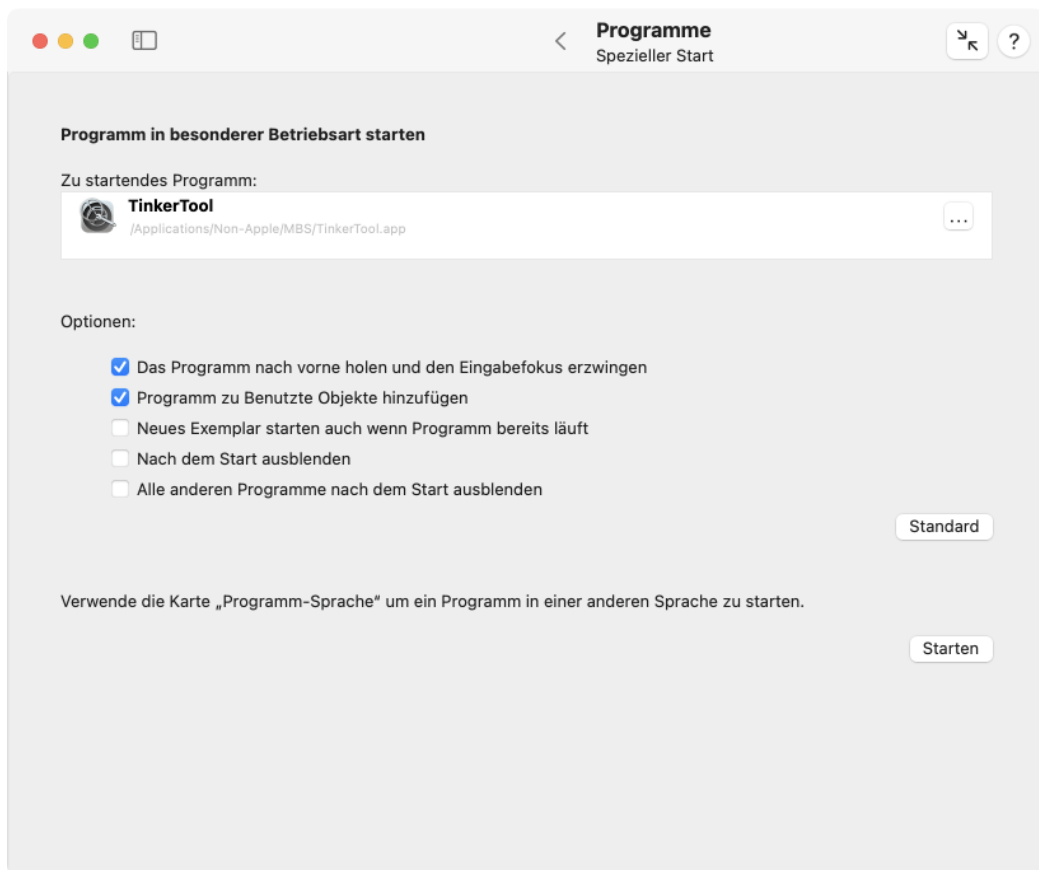 Programme
Spezieller Start
?
Programm in besonderer Betriebsart starten
Zu startendes Programm:
TinkerTool
/Applications/Non-Apple/MBS/TinkerTool.app
...
Optionen:
Das Programm nach vorne holen und den Eingabefokus erzwingen
Programm zu Benutzte Objekte hinzufügen
Neues Exemplar starten auch wenn Programm bereits läuft
Nach dem Start ausblenden
Alle anderen Programme nach dem Start ausblenden
Standard
Verwende die Karte „Programm-Sprache“ um ein Programm in einer anderen Sprache zu starten.
Starten